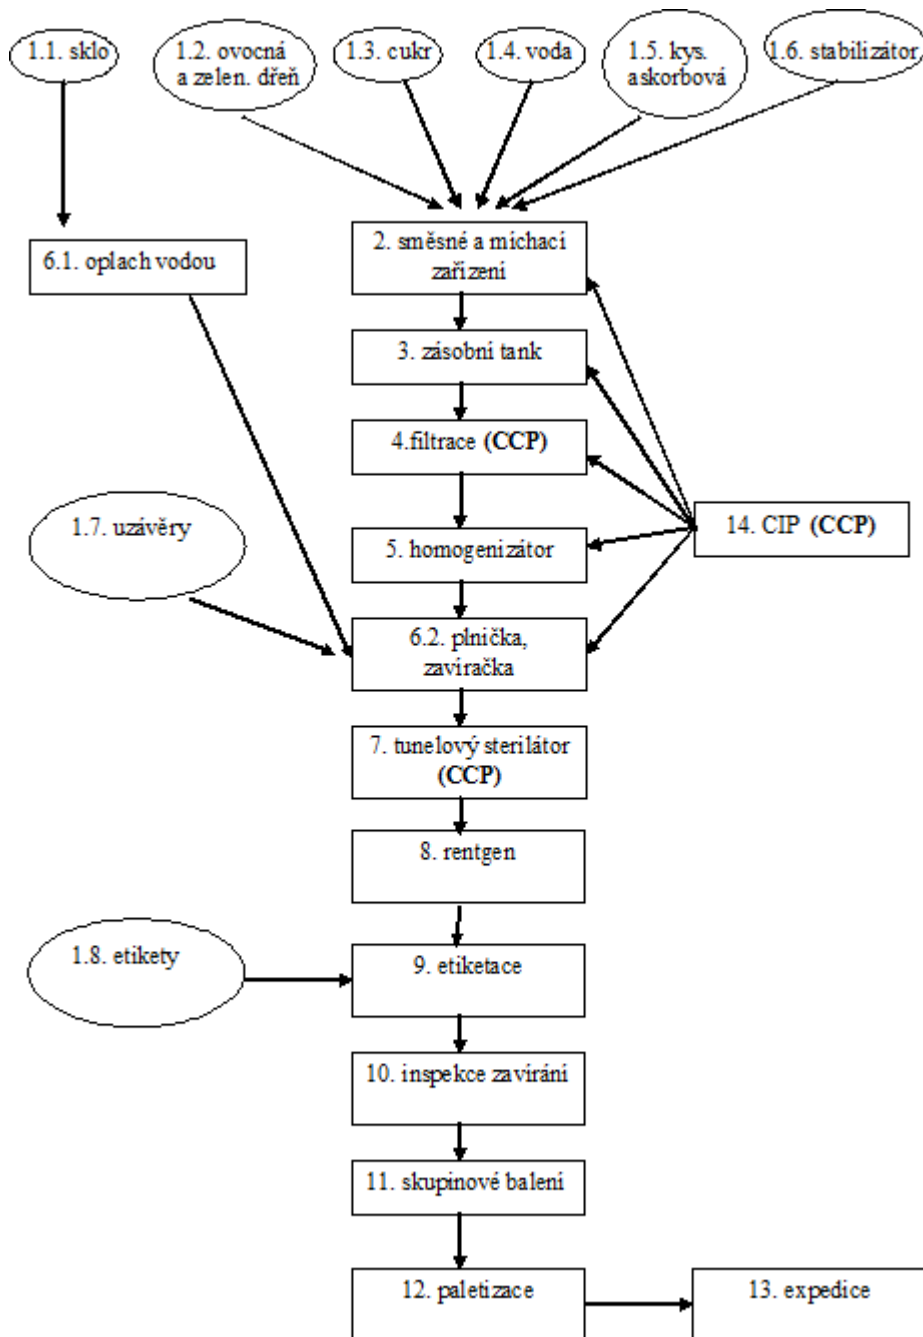 1.1. sklo
1.2. ovocná
a zelen. dřeň
1.3. cukr
1.4. voda
1.5. kys.
askorbová
1.6. stabilizátor
6.1. oplach vodou
2. směsné a míchací
zařízení
3. zásobní tank
4.filtrace (CCP)
1.7. uzávěry
14. CIP (CCP)
5. homogenizátor
6.2. plnička,
zavíračka
7. tunelový sterilátor
(CCP)
8. rentgen
1.8. etikety
9. etiketace
10. inspekce zavírání
11. skupinové balení
12. paletizace
13. expedice